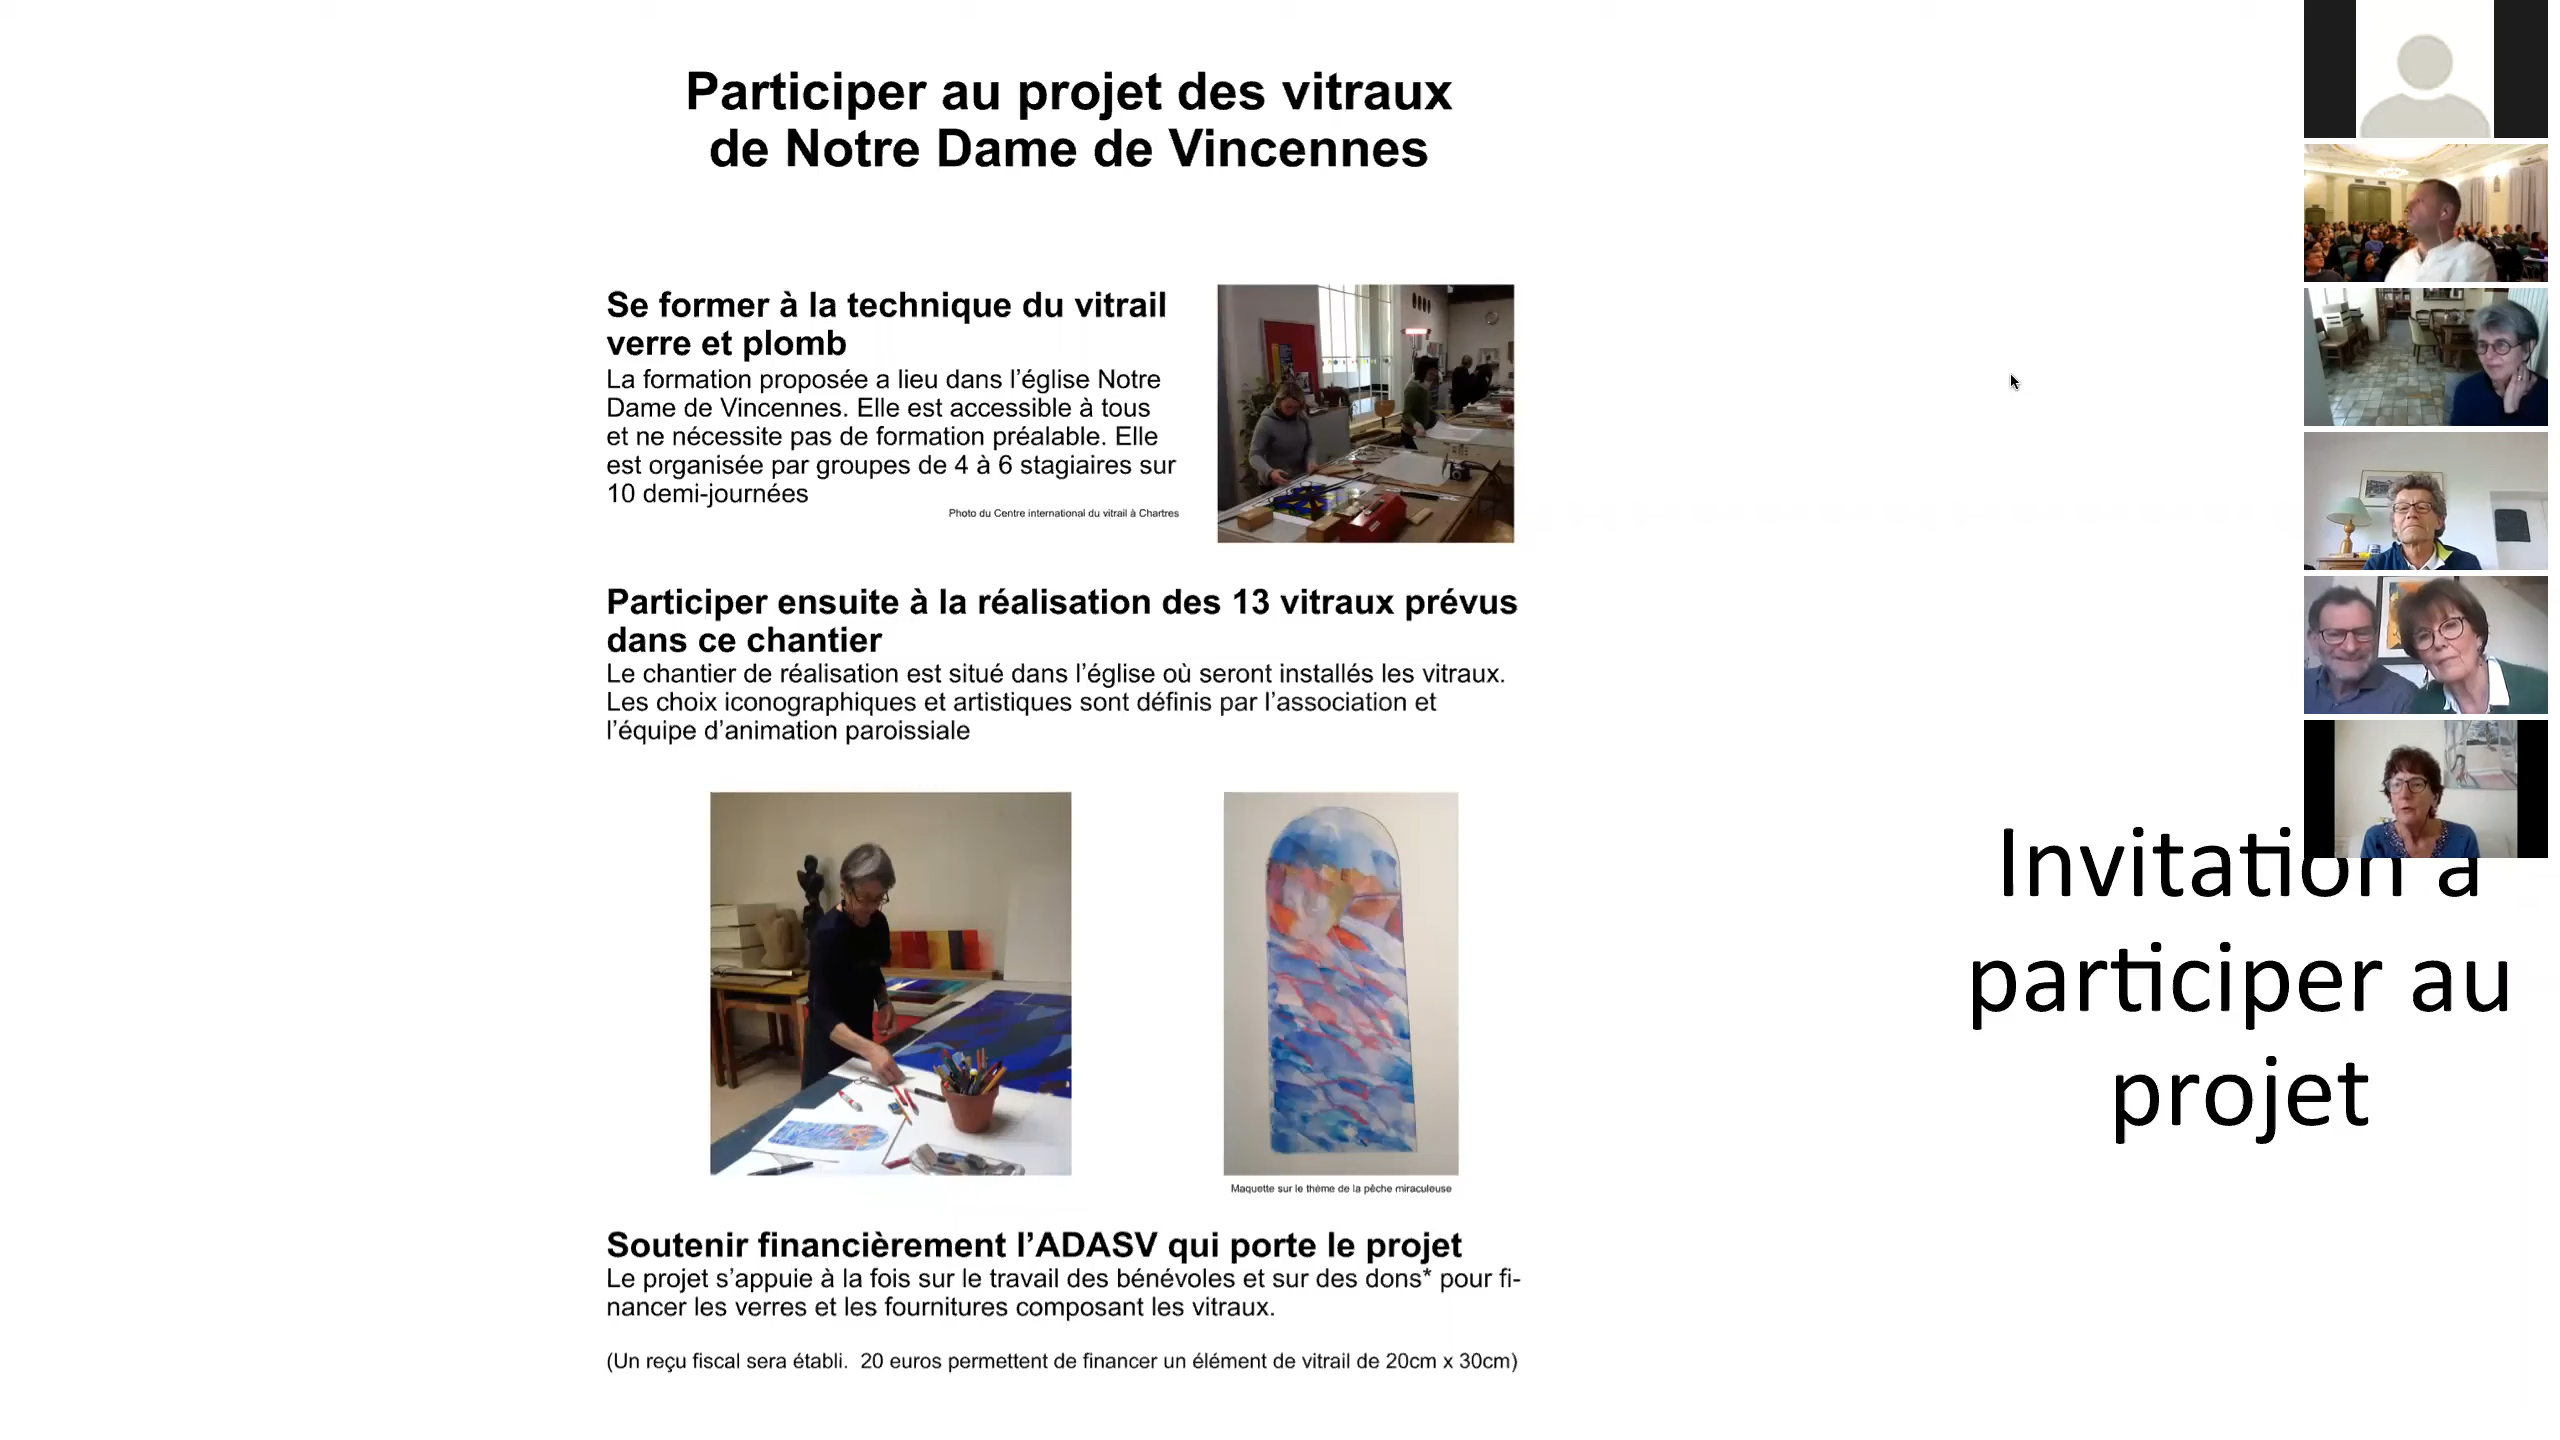 Participer au projet des vitraux
de Notre Dame de Vincennes
Se former à la technique du vitrail
verre et plomb
La formation proposée a lieu dans l’église Notre
Dame de Vincennes. Elle est accessible à tous
et ne nécessite pas de formation préalable. Elle
est organisée par groupes de 4 à 6 stagiaires sur
10 demi-journées
Photo du Centre international du vitrail à Chartres
Participer ensuite à la réalisation des 13 vitraux prévus
dans ce chantier
Le chantier de réalisation est situé dans l’église où seront installés les vitraux.
Les choix iconographiques et artistiques sont définis par l’association et
l’équipe d’animation paroissiale
Maquette sur le thème de la pêche miraculeuse
Soutenir financièrement l’ADASV qui porte le projet
Le projet s’appuie à la fois sur le travail des bénévoles et sur des dons* pour fi-
nancer les verres et les fournitures composant les vitraux.
(Un reçu fiscal sera établi.  20 euros permettent de financer un élément de vitrail de 20cm x 30cm)
Invitation à
participer au
projet